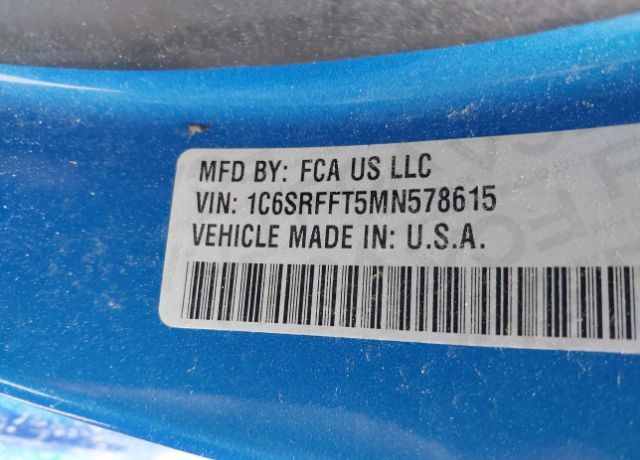 MFD BY: FCA US LLC
VIN: 1C6SRFFT5MN578615
VEHICLE MADE IN: U.S.A.